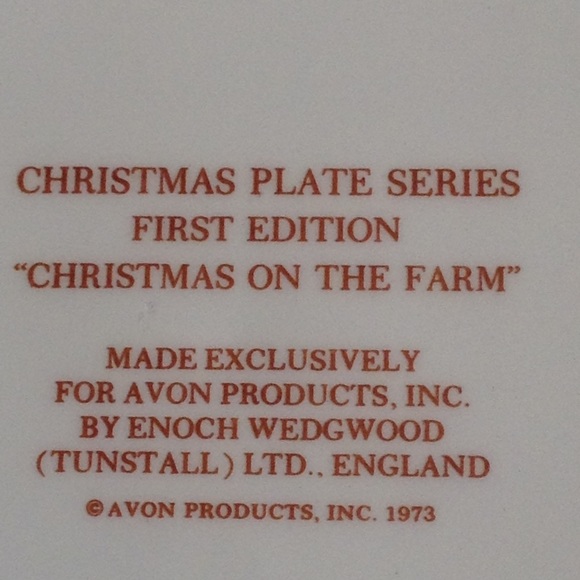 CHRISTMAS PLATE SERIES
FIRST EDITION
“CHRISTMAS ON THE FARM”
MADE EXCLUSIVELY
FOR AVON PRODUCTS, INC.
BY ENOCH WEDGWOOD
(TUNSTALL) LTD., ENGLAND
©AVON PRODUCTS, INC. 1973